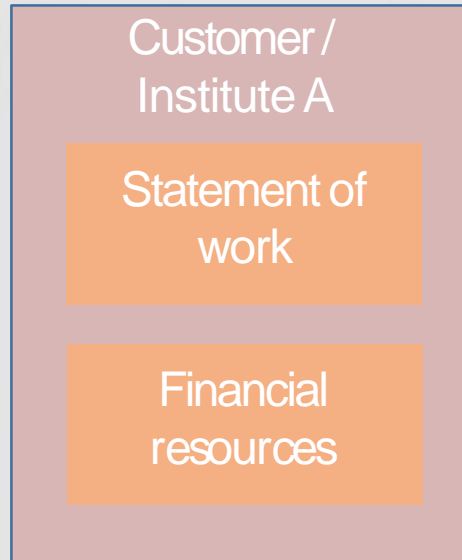 Customer /
Institute A
Statement of
work
Financial
resources